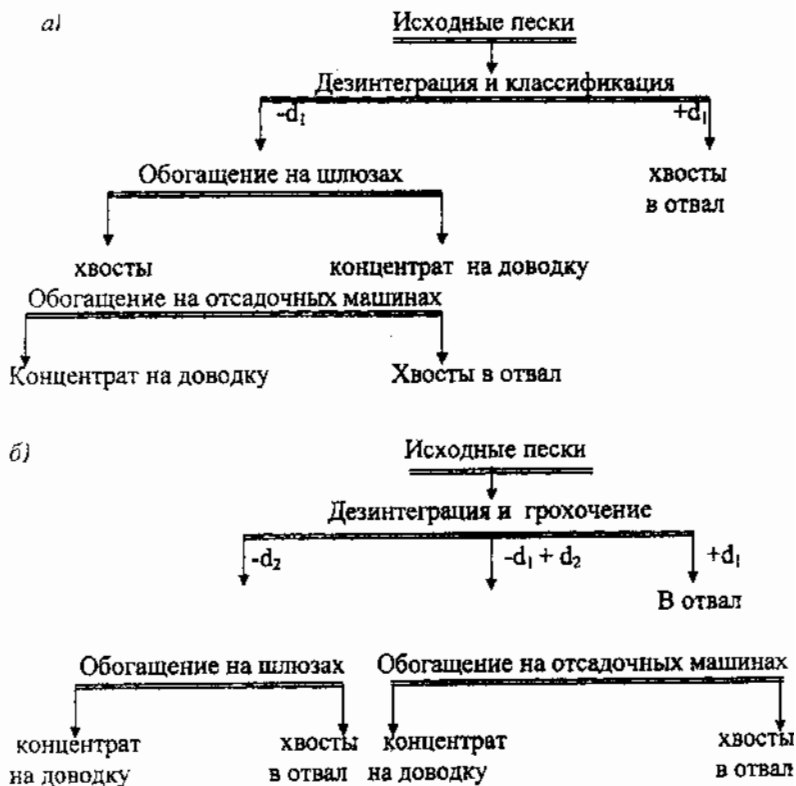 а)
Исходные пески
Дезинтеграция и классификация
-d₁
+d₁
Обогащение на шлюзах
хвосты
в отвал
хвосты
концентрат на доводку
Обогащение на отсадочных машинах
Концентрат на доводку
Хвосты в отвал
б)
Исходные пески
Дезинтеграция и грохочение
-d₂
-d₁ + d₂
+d₁
В отвал
Обогащение на шлюзах
Обогащение на отсадочных машинах
концентрат
на доводку
хвосты
в отвал
концентрат
на доводку
хвосты
в отвал